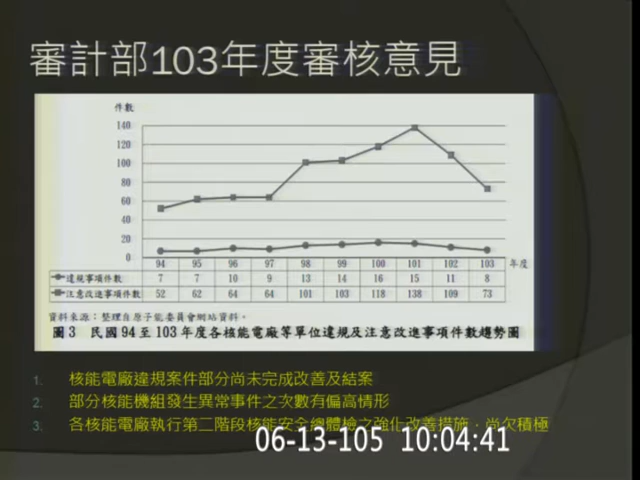 審計部103年度審核意見
件數
140
120
100
80
60
40
20
0
94 95 96 97 98 99 100 101 102 103 年度
違規事項件數 7 7 10 9 13 14 16 15 11 8
注意改進事項件數 52 62 64 64 101 103 118 138 109 73
資料來源：整理自原子能委員會網站資料。
圖3 民國94至103年度各核能電廠等單位違規及注意改進事項件數趨勢圖
1. 核能電廠違規案件部分尚未完成改善及結案
2. 部分核能機組發生異常事件之次數有偏高情形
3. 各核能電廠執行第二階段核能安全總體檢之強化改善措施，尚欠積極
06-13-105 10:04:41